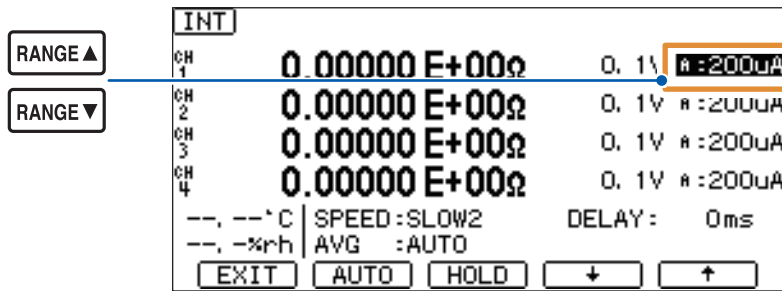 INT
RANGE▲
RANGE▼
CH 1 0.00000 E+00Ω 0. 1V A:200uA
CH 2 0.00000 E+00Ω 0. 1V A:200uA
CH 3 0.00000 E+00Ω 0. 1V A:200uA
CH 4 0.00000 E+00Ω 0. 1V A:200uA
--. --°C SPEED:SLOW2 DELAY: 0ms
--. -%rh AVG :AUTO
EXIT AUTO HOLD ↓ ↑